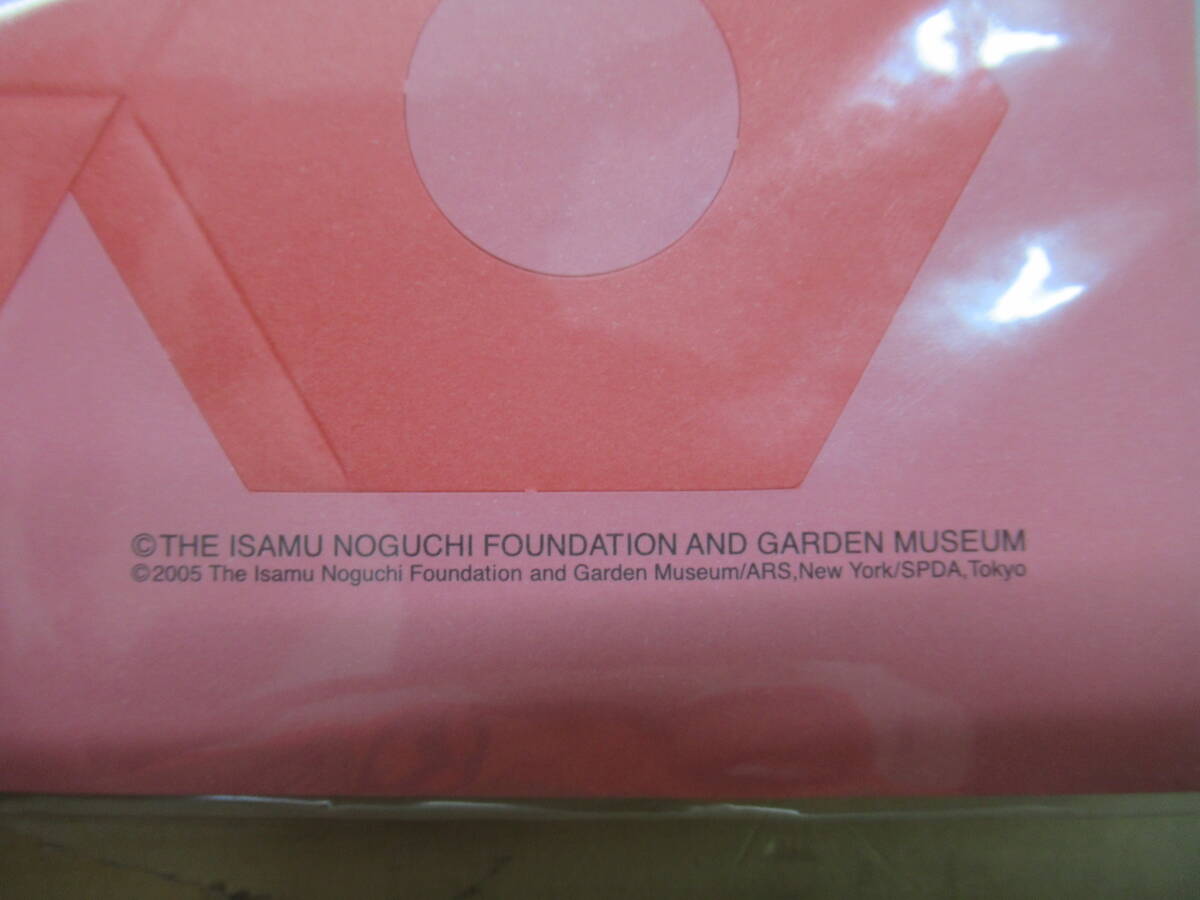 ©THE ISAMU NOGUCHI FOUNDATION AND GARDEN MUSEUM
©2005 The Isamu Noguchi Foundation and Garden Museum/ARS,New York/SPDA,Tokyo